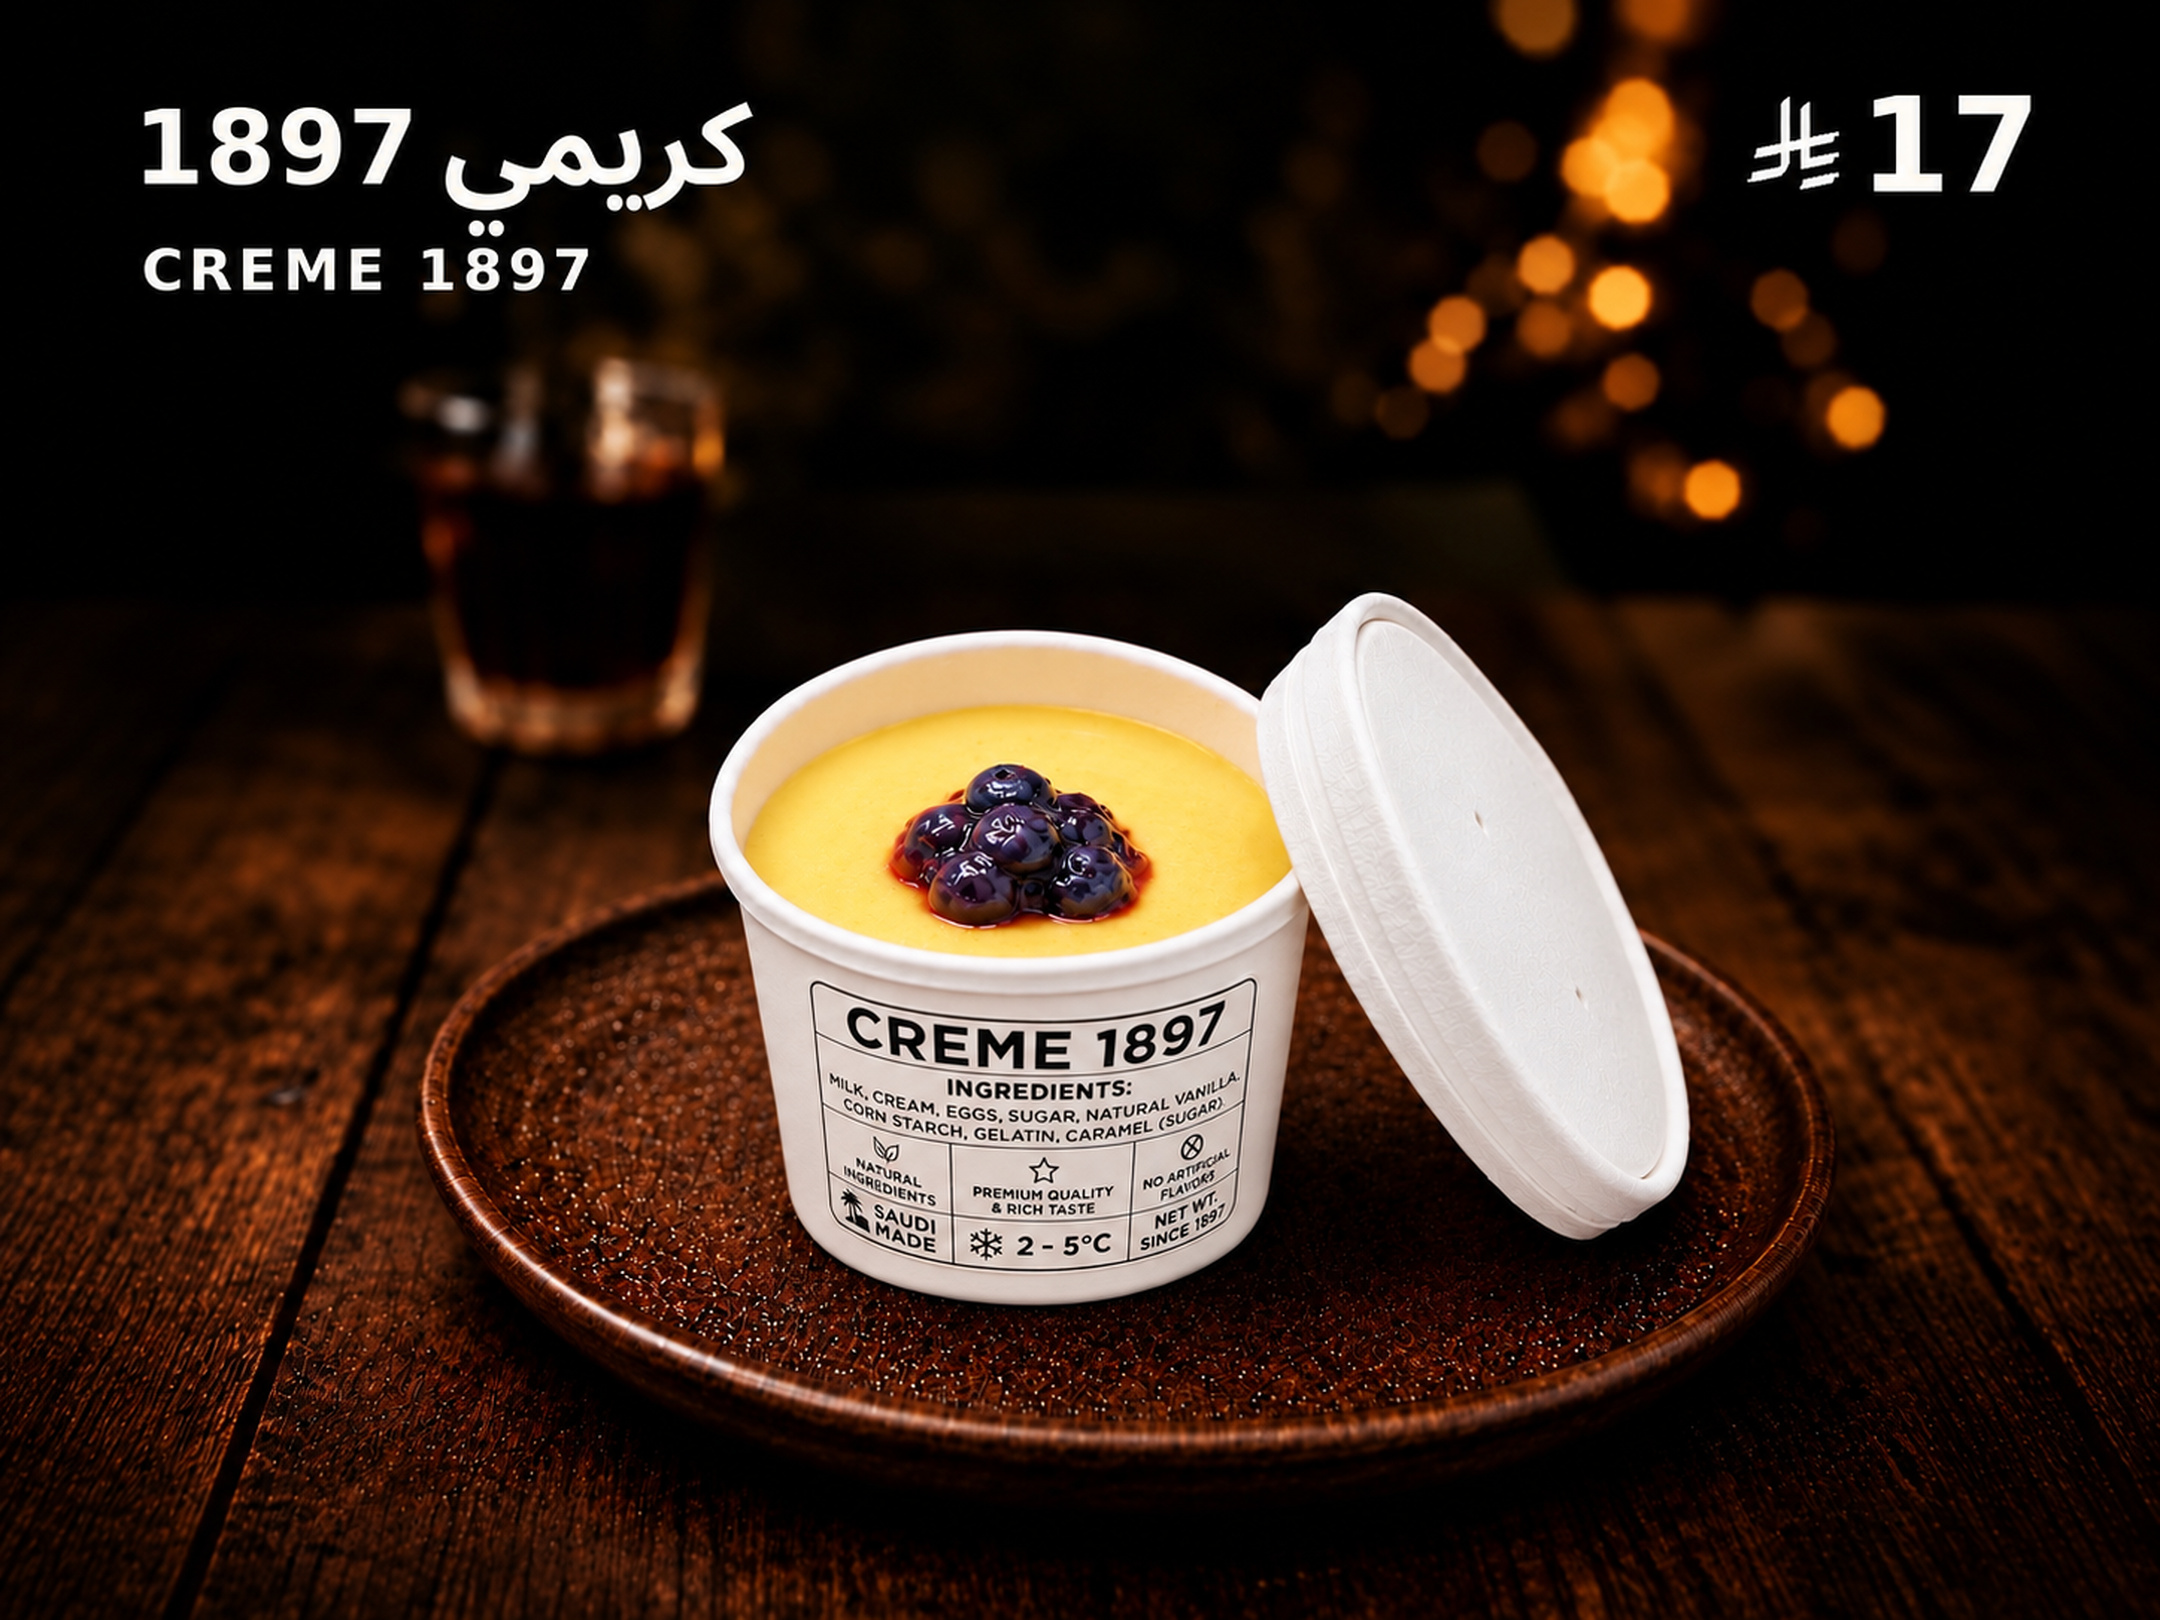 كريمي 1897
CREME 1897
⃁ 17
CREME 1897
INGREDIENTS:
MILK, CREAM, EGGS, SUGAR, NATURAL VANILLA,
CORN STARCH, GELATIN, CARAMEL (SUGAR).
NATURAL
INGREDIENTS
PREMIUM QUALITY
& RICH TASTE
NO ARTIFICIAL
FLAVORS
SAUDI
MADE
2 - 5°C
NET WT.
SINCE 1897